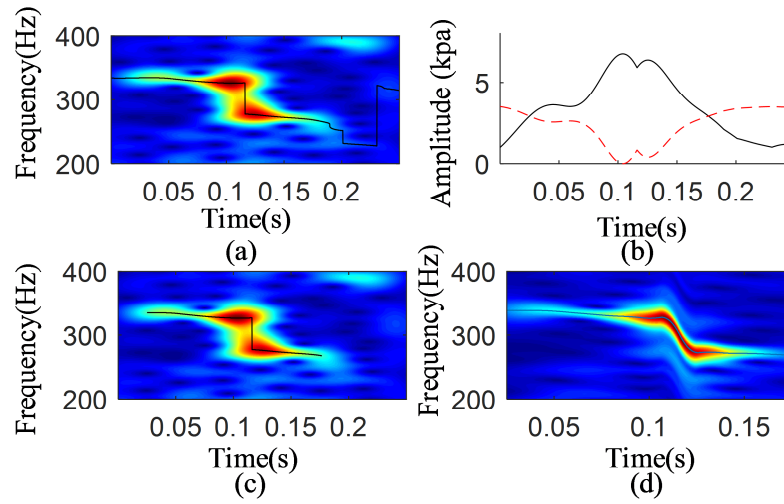 400
300
200
Frequency(Hz)
0.05 0.1 0.15 0.2
Time(s)
(a)
5
0
Amplitude (kpa)
0.05 0.1 0.15 0.2
Time(s)
(b)
400
300
200
Frequency(Hz)
0.05 0.1 0.15 0.2
Time(s)
(c)
400
300
200
Frequency(Hz)
0.05 0.1 0.15
Time(s)
(d)